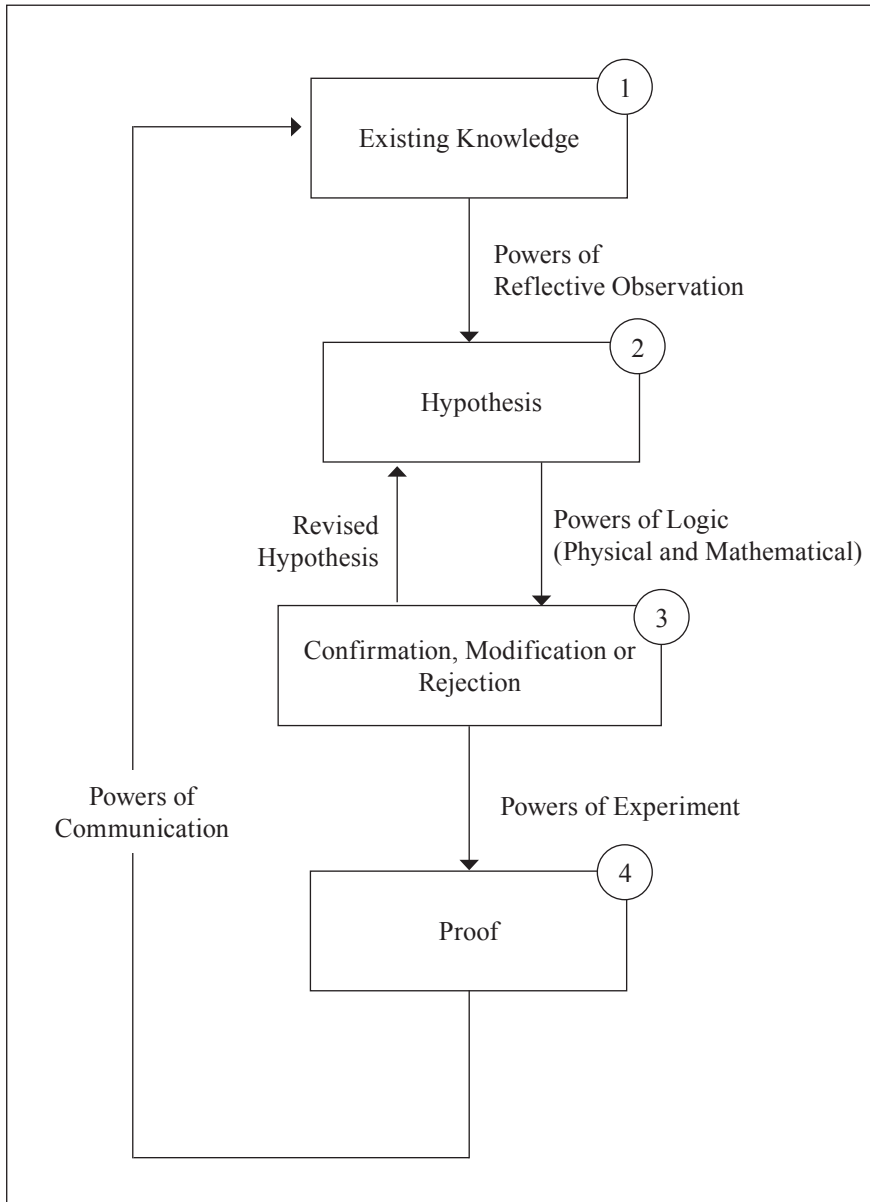 1
Existing Knowledge
Powers of
Reflective Observation
2
Hypothesis
Revised
Hypothesis
Powers of Logic
(Physical and Mathematical)
3
Confirmation, Modification or
Rejection
Powers of
Communication
Powers of Experiment
4
Proof